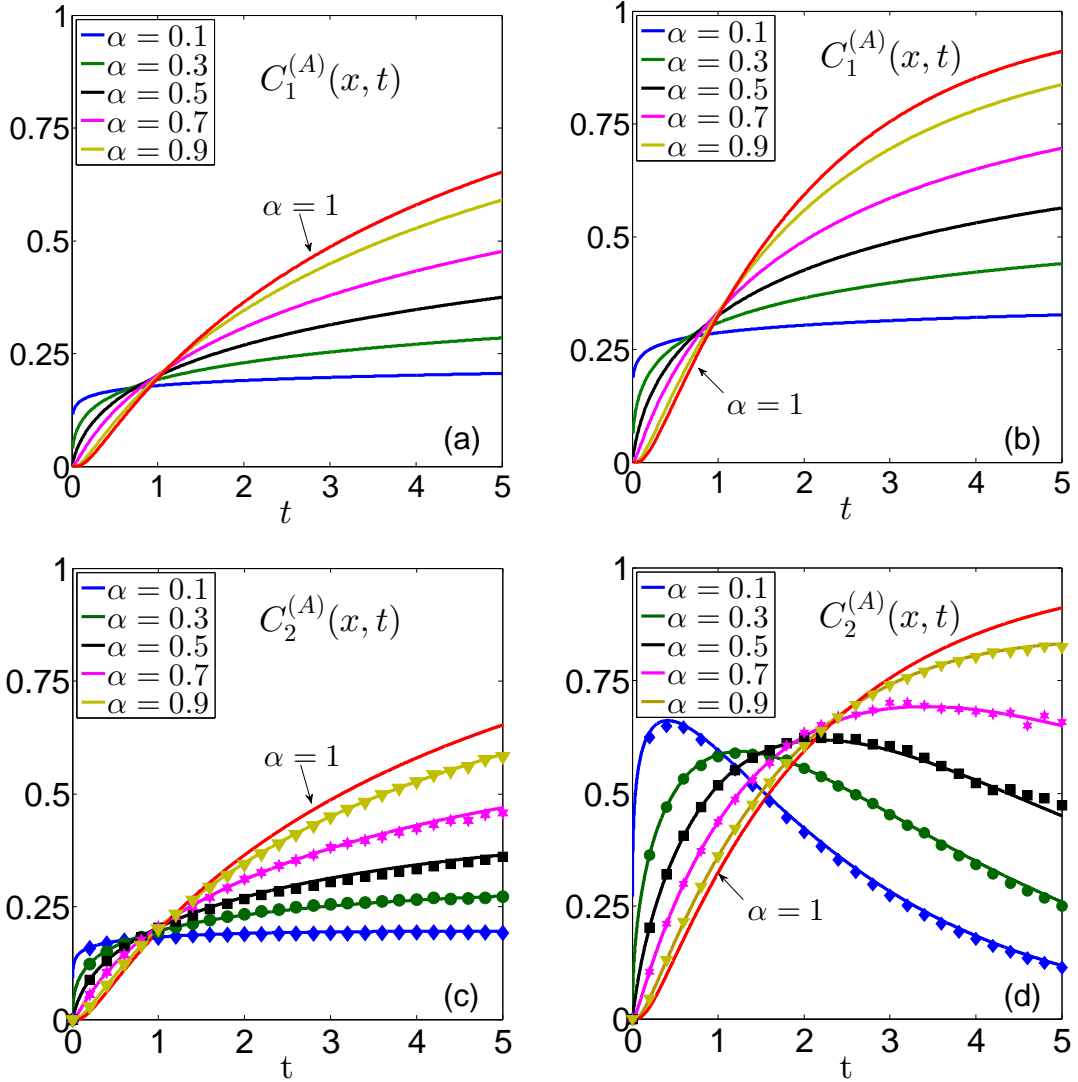 1
0.75
0.5
0.25
0
α = 0.1
α = 0.3
α = 0.5
α = 0.7
α = 0.9
C_1^{(A)}(x, t)
α = 1
(a)
0 1 2 3 4 5
t
1
0.75
0.5
0.25
0
α = 0.1
α = 0.3
α = 0.5
α = 0.7
α = 0.9
C_1^{(A)}(x, t)
α = 1
(b)
0 1 2 3 4 5
t
1
0.75
0.5
0.25
0
α = 0.1
α = 0.3
α = 0.5
α = 0.7
α = 0.9
C_2^{(A)}(x, t)
α = 1
(c)
0 1 2 3 4 5
t
1
0.75
0.5
0.25
0
α = 0.1
α = 0.3
α = 0.5
α = 0.7
α = 0.9
C_2^{(A)}(x, t)
α = 1
(d)
0 1 2 3 4 5
t